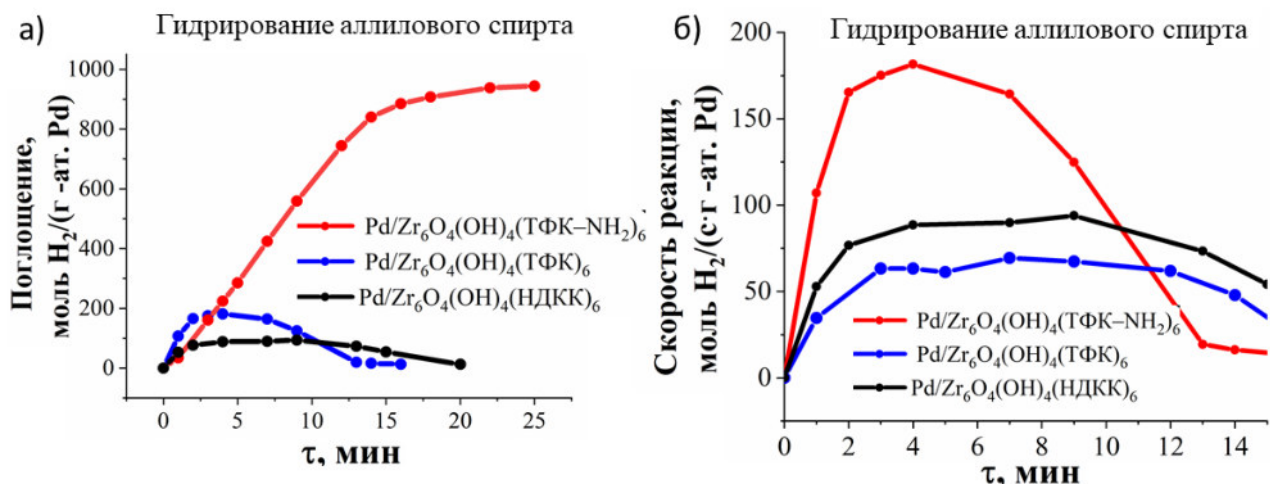 а)
Гидрирование аллилового спирта
Поглощение,
моль H₂/(г -ат. Pd)
1000
800
600
400
200
0
Pd/Zr₆O₄(OH)₄(ТФК–NH₂)₆
Pd/Zr₆O₄(OH)₄(ТФК)₆
Pd/Zr₆O₄(OH)₄(НДКК)₆
0 5 10 15 20 25
τ, мин
б)
Гидрирование аллилового спирта
Скорость реакции,
моль H₂/(с·г -ат. Pd)
200
150
100
50
0
Pd/Zr₆O₄(OH)₄(ТФК–NH₂)₆
Pd/Zr₆O₄(OH)₄(ТФК)₆
Pd/Zr₆O₄(OH)₄(НДКК)₆
0 2 4 6 8 10 12 14
τ, мин